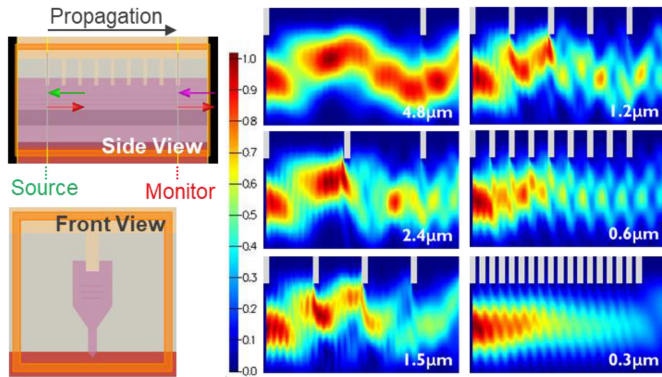 Propagation
Side View
Source
Monitor
Front View
1.0
0.9
0.8
0.7
0.6
0.5
0.4
0.3
0.2
0.1
0.0
4.8μm
1.2μm
2.4μm
0.6μm
1.5μm
0.3μm